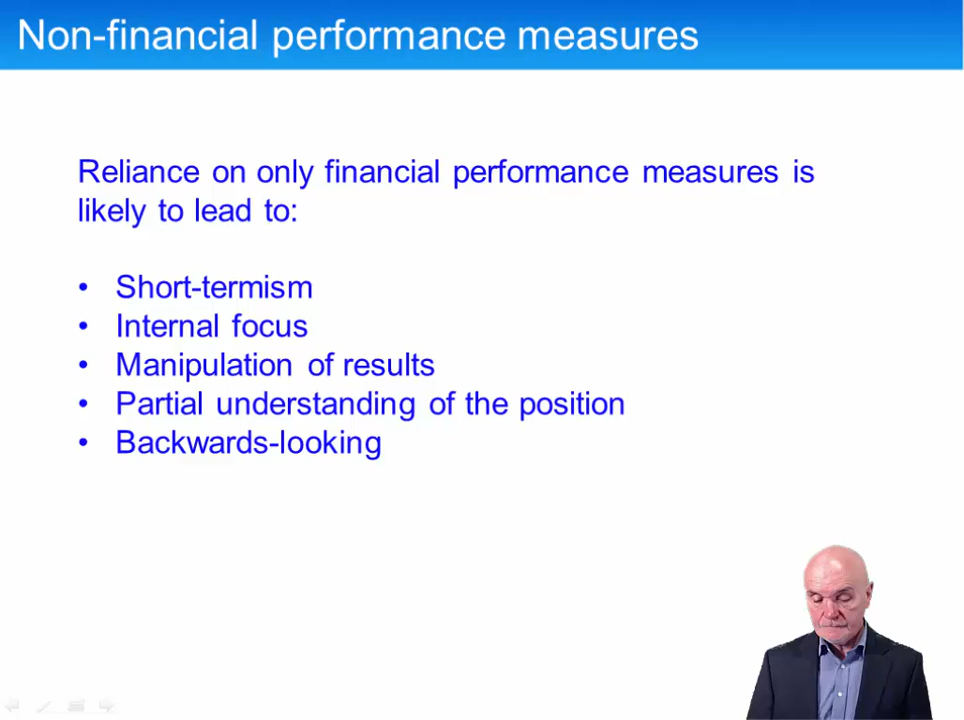 Non-financial performance measures
Reliance on only financial performance measures is
likely to lead to:
• Short-termism
• Internal focus
• Manipulation of results
• Partial understanding of the position
• Backwards-looking